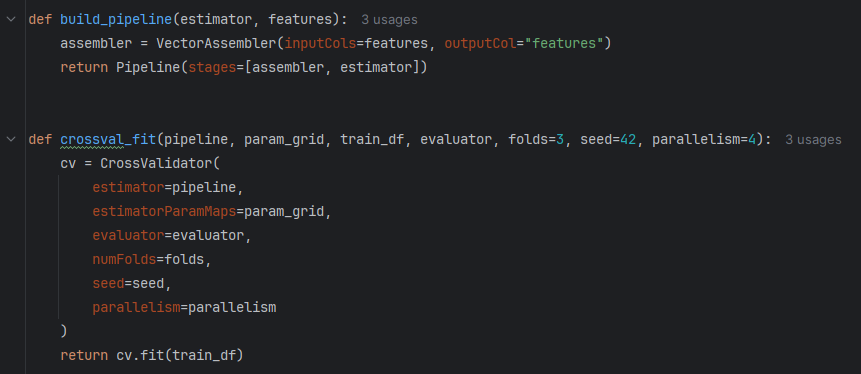 def build_pipeline(estimator, features): 3 usages
    assembler = VectorAssembler(inputCols=features, outputCol="features")
    return Pipeline(stages=[assembler, estimator])
def crossval_fit(pipeline, param_grid, train_df, evaluator, folds=3, seed=42, parallelism=4): 3 usages
    cv = CrossValidator(
        estimator=pipeline,
        estimatorParamMaps=param_grid,
        evaluator=evaluator,
        numFolds=folds,
        seed=seed,
        parallelism=parallelism
    )
    return cv.fit(train_df)